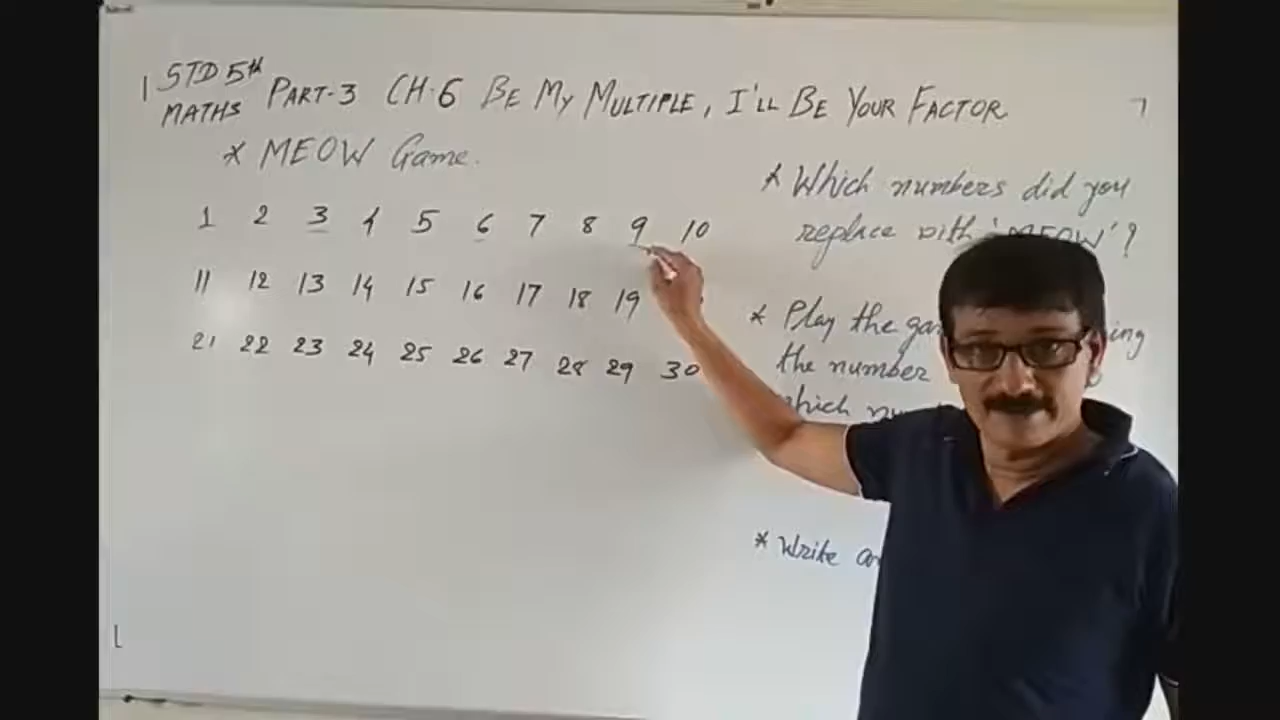 STD 5th
MATHS PART-3 CH-6 BE MY MULTIPLE, I'LL BE YOUR FACTOR
* MEOW Game.
1 2 3 4 5 6 7 8 9 10
11 12 13 14 15 16 17 18 19
21 22 23 24 25 26 27 28 29 30
* Which numbers did you
replace with 'MEOW'?
* Play the
the number
which
* Write